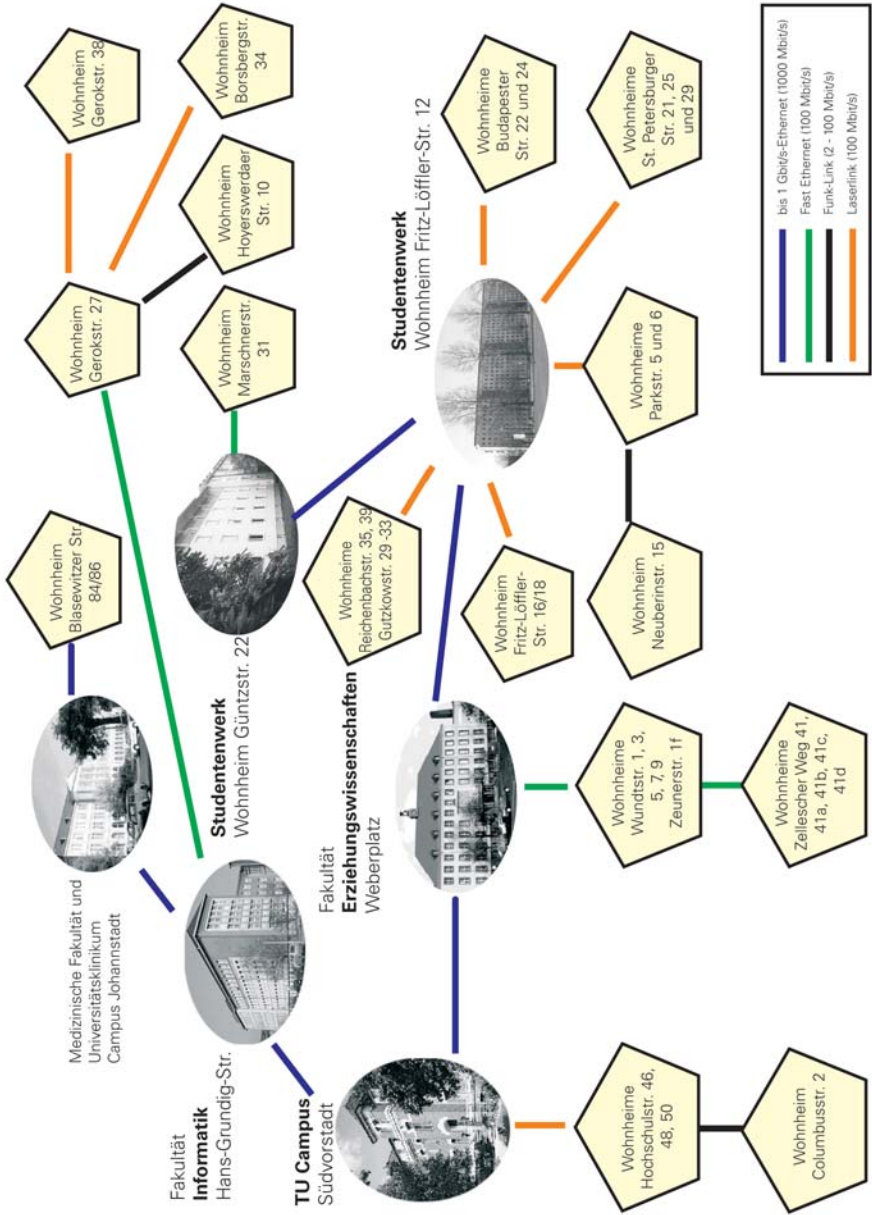 Medizinische Fakultät und
Universitätsklinikum
Campus Johannstadt
Wohnheim
Blasewitzer Str.
84/86
Wohnheim
Gerokstr. 27
Wohnheim
Gerokstr. 38
Wohnheim
Borsbergstr.
34
Wohnheim
Hoyerswerdaer
Str. 10
Wohnheim
Marschnerstr.
31
Fakultät
Informatik
Hans-Grundig-Str.
Studentenwerk
Wohnheim Güntzstr. 22
TU Campus
Südvorstadt
Fakultät
Erziehungswissenschaften
Weberplatz
Wohnheime
Reichenbachstr. 35, 39
Gutzkowstr. 29 -33
Studentenwerk
Wohnheim Fritz-Löffler-Str. 12
Wohnheime
Budapester
Str. 22 und 24
Wohnheime
St. Petersburger
Str. 21, 25
und 29
Wohnheim
Fritz-Löffler-
Str. 16/18
Wohnheime
Parkstr. 5 und 6
Wohnheim
Neuberinstr. 15
Wohnheime
Hochschulstr. 46,
48, 50
Wohnheim
Columbusstr. 2
Wohnheime
Wundtstr. 1, 3,
5, 7, 9
Zeunerstr. 1f
Wohnheime
Zellescher Weg 41,
41a, 41b, 41c,
41d
bis 1 Gbit/s-Ethernet (1000 Mbit/s)
Fast Ethernet (100 Mbit/s)
Funk-Link (2 - 100 Mbit/s)
Laserlink (100 Mbit/s)